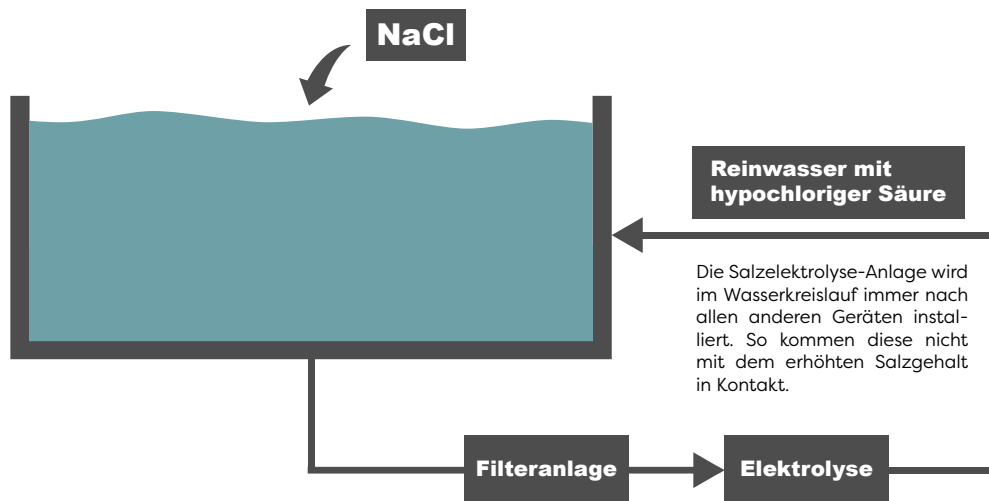 NaCl
Reinwasser mit
hypochloriger Säure
Die Salzelektrolyse-Anlage wird
im Wasserkreislauf immer nach
allen anderen Geräten instal-
liert. So kommen diese nicht
mit dem erhöhten Salzgehalt
in Kontakt.
Filteranlage
Elektrolyse